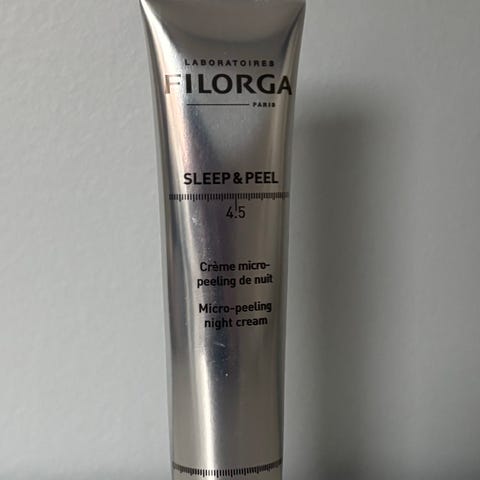 LABORATOIRES
FILORGA
PARIS
SLEEP & PEEL
4.5
Crème micro-
peeling de nuit
Micro-peeling
night cream